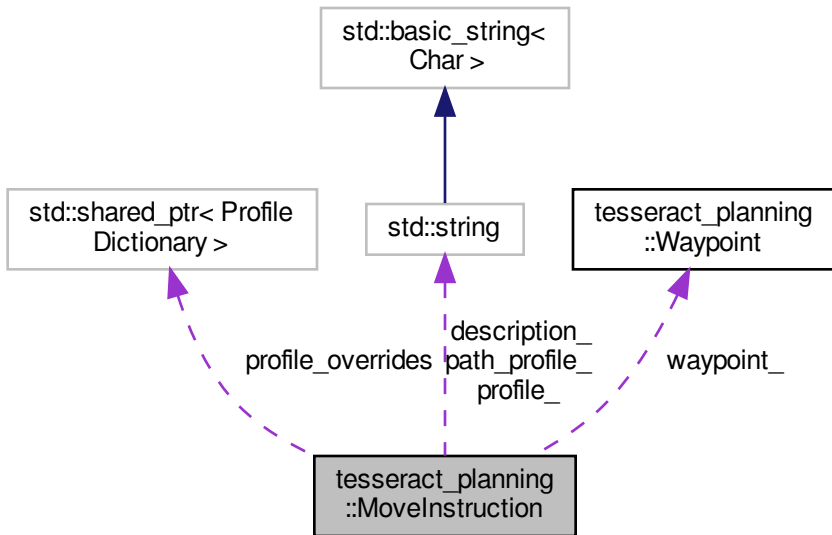 std::basic_string<
Char >
std::shared_ptr< Profile
Dictionary >
std::string
tesseract_planning
::Waypoint
profile_overrides
description_
path_profile_
profile_
waypoint_
tesseract_planning
::MoveInstruction